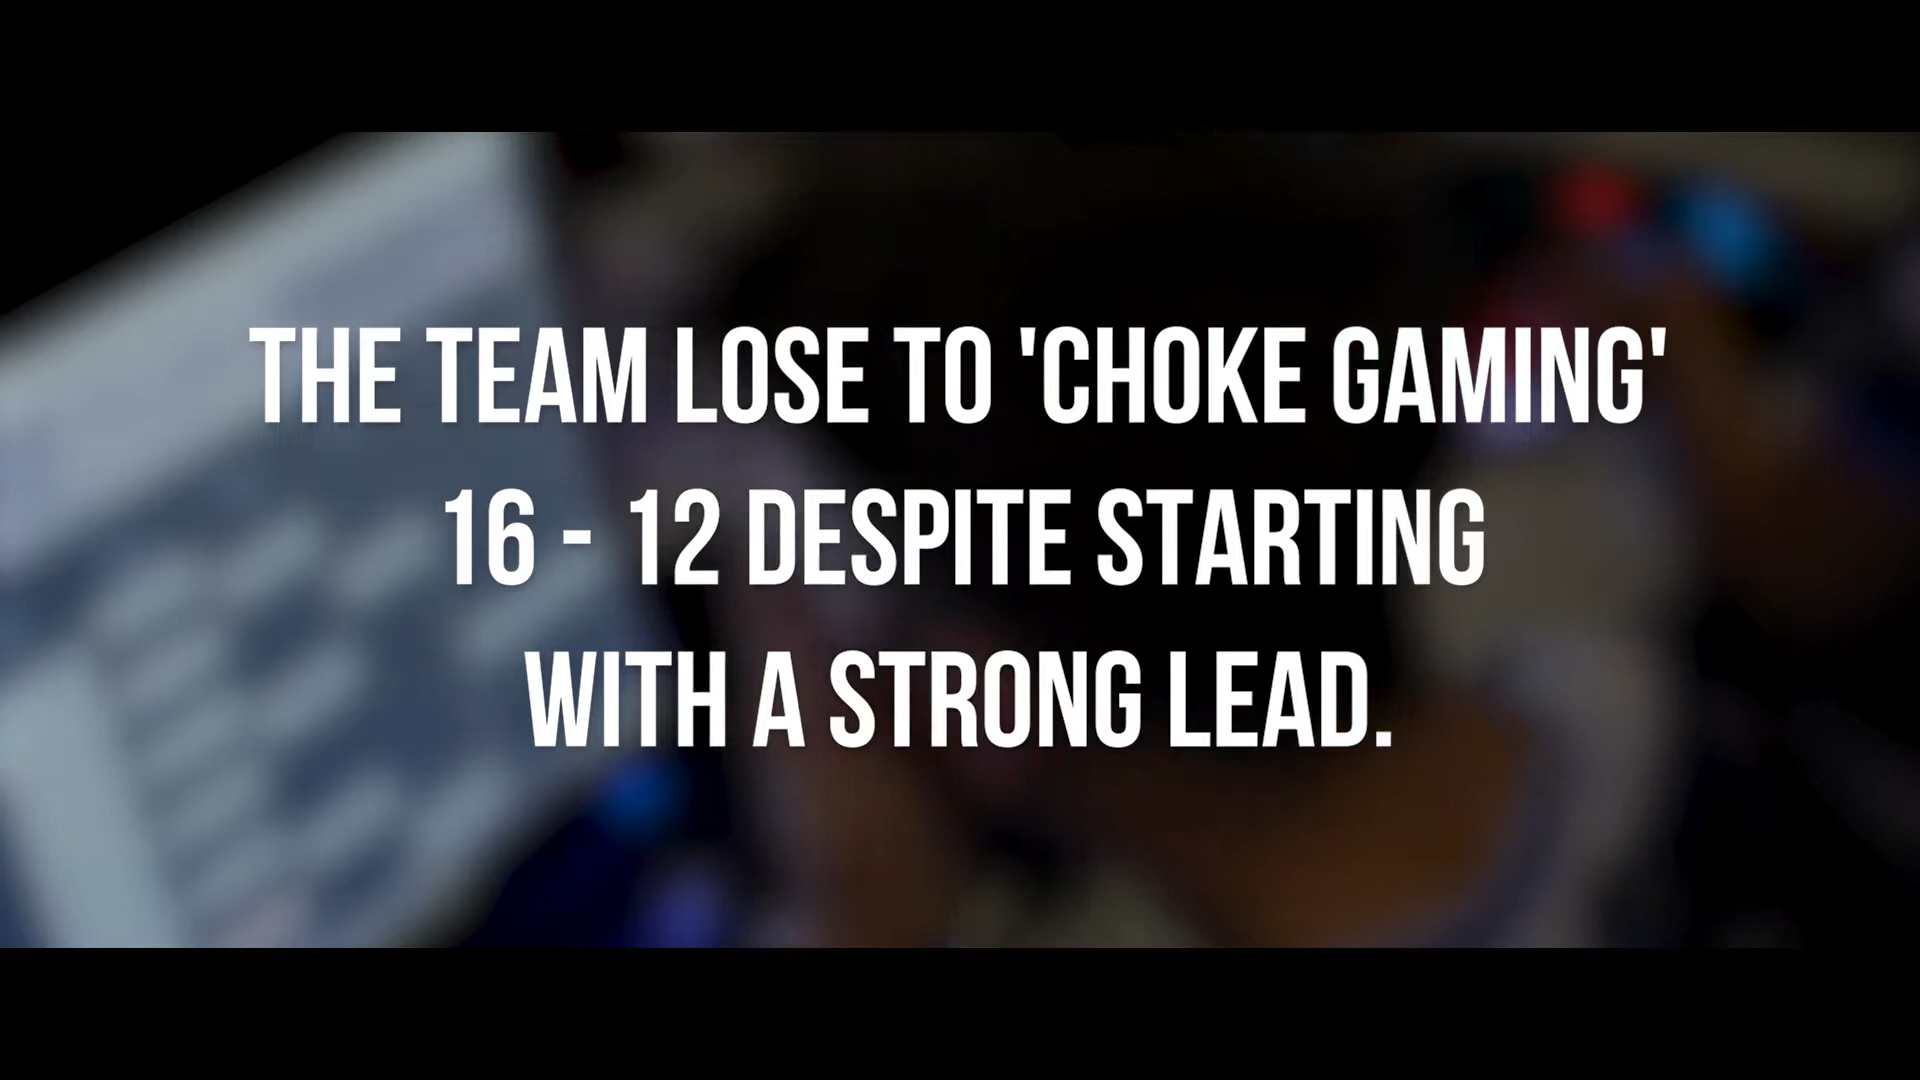 THE TEAM LOSE TO 'CHOKE GAMING'
16 - 12 DESPITE STARTING
WITH A STRONG LEAD.